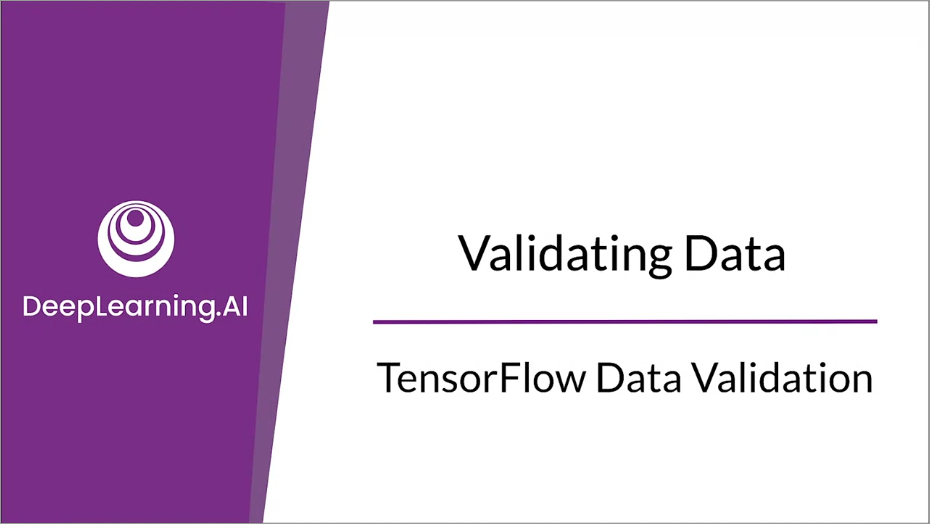 Validating Data
DeepLearning.AI
TensorFlow Data Validation